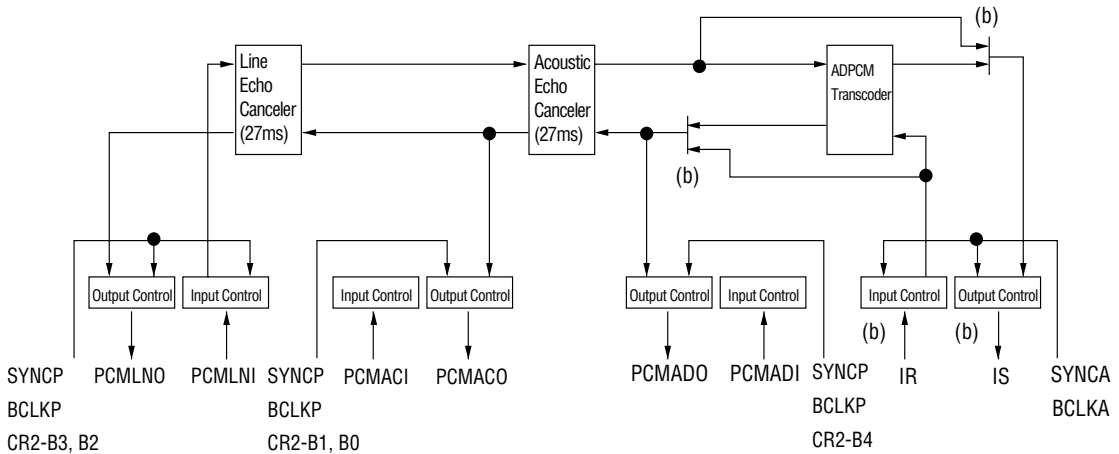 (b)
Line
Echo
Canceler
(27ms)
Acoustic
Echo
Canceler
(27ms)
ADPCM
Transcoder
(b)
Output Control
Input Control
Input Control
Output Control
Output Control
Input Control
Input Control
Output Control
(b)
(b)
SYNCP
BCLKP
CR2-B3, B2
PCMLNO
PCMLNI
SYNCP
BCLKP
CR2-B1, B0
PCMACI
PCMACO
PCMADO
PCMADI
SYNCP
BCLKP
CR2-B4
IR
IS
SYNCA
BCLKA